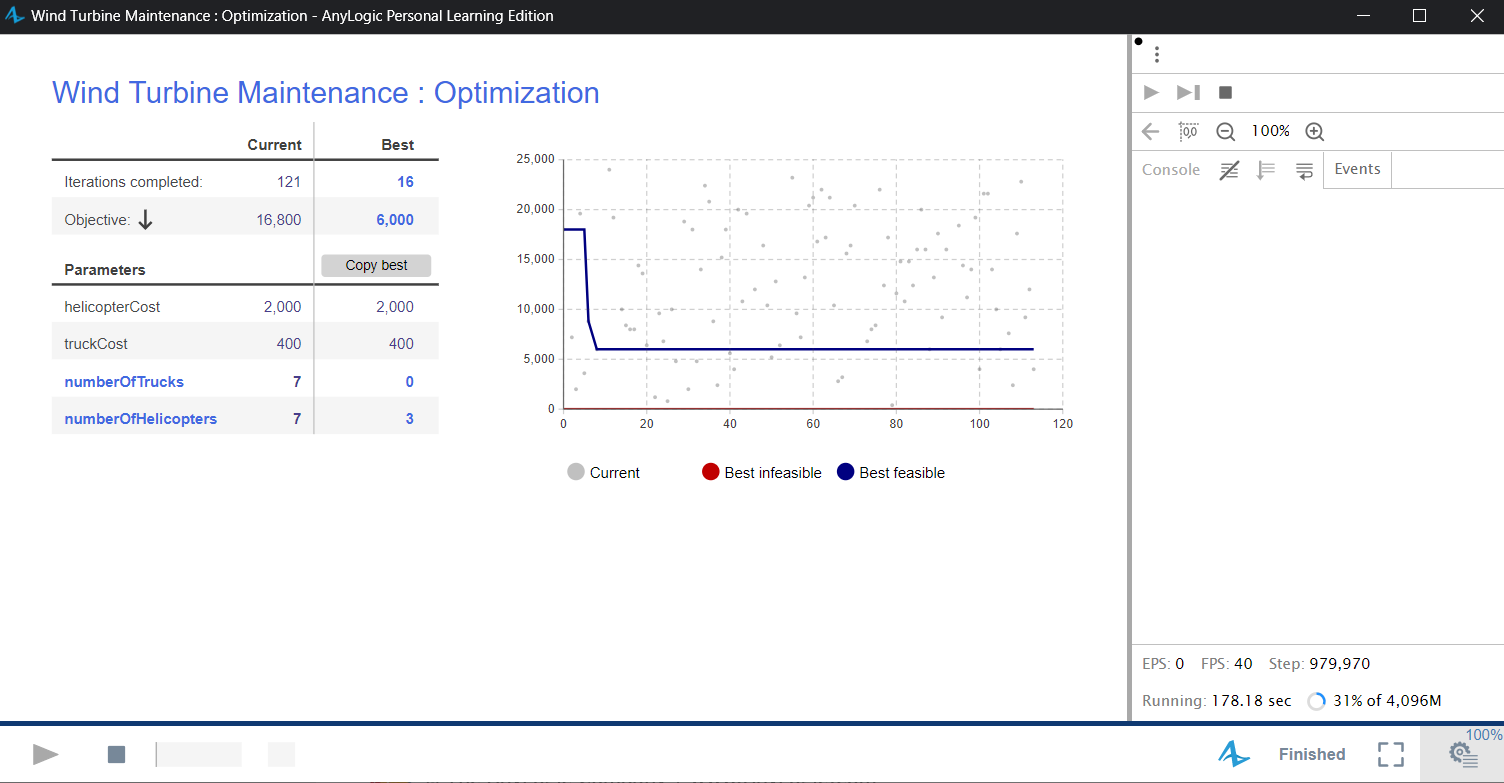 Wind Turbine Maintenance : Optimization - AnyLogic Personal Learning Edition
Wind Turbine Maintenance : Optimization
Current Best
Iterations completed: 121 16
Objective: 16,800 6,000
Parameters Copy best
helicopterCost 2,000 2,000
truckCost 400 400
numberOfTrucks 7 0
numberOfHelicopters 7 3
25,000
20,000
15,000
10,000
5,000
0
0 20 40 60 80 100 120
Current Best infeasible Best feasible
100%
Console Events
EPS: 0 FPS: 40 Step: 979,970
Running: 178.18 sec 31% of 4,096M
Finished 100%